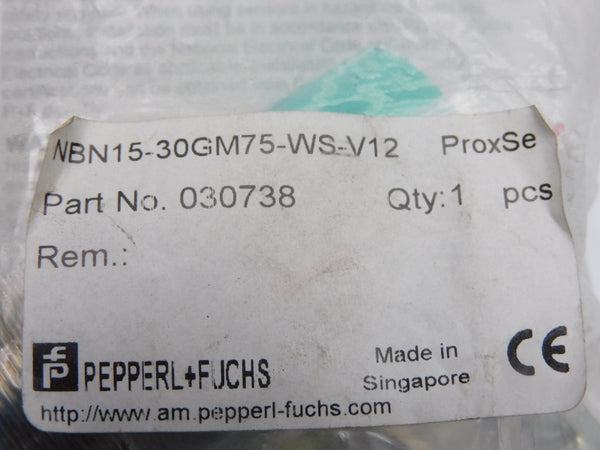 NBN15-30GM75-WS-V12 ProxSe
Part No. 030738 Qty:1 pcs
Rem.:
PEPPERL+FUCHS
Made in
Singapore
CE
http://www.am.pepperl-fuchs.com